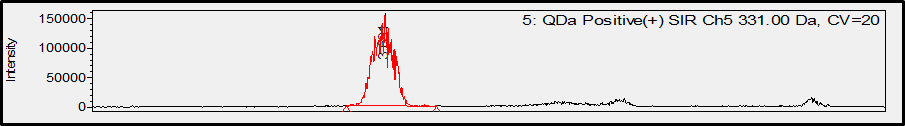 5: QDa Positive(+) SIR Ch5 331.00 Da, CV=20
Intensity
150000
100000
50000
0